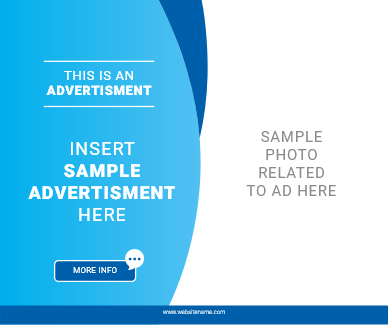 THIS IS AN
ADVERTISMENT
INSERT
SAMPLE
ADVERTISMENT
HERE
MORE INFO
SAMPLE
PHOTO
RELATED
TO AD HERE
www.websitename.com